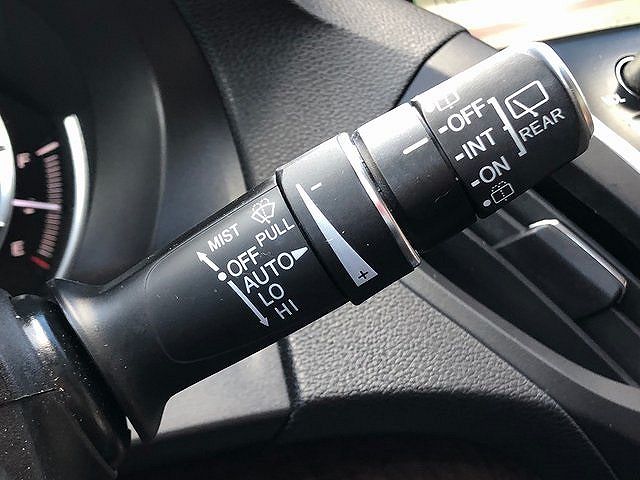 F
E
MIST
PULL
OFF
AUTO
LO
HI
-
+
OFF
INT
ON
REAR